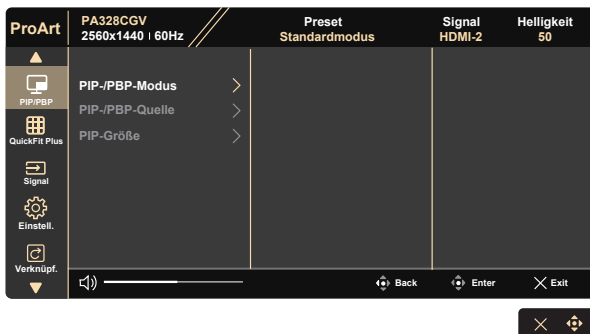 ProArt
PA328CGV
2560x1440 60Hz
Preset
Standardmodus
Signal
HDMI-2
Helligkeit
50
PIP/PBP
QuickFit Plus
Signal
Einstell.
Verknüpf.
PIP-/PBP-Modus
PIP-/PBP-Quelle
PIP-Größe
Back
Enter
Exit